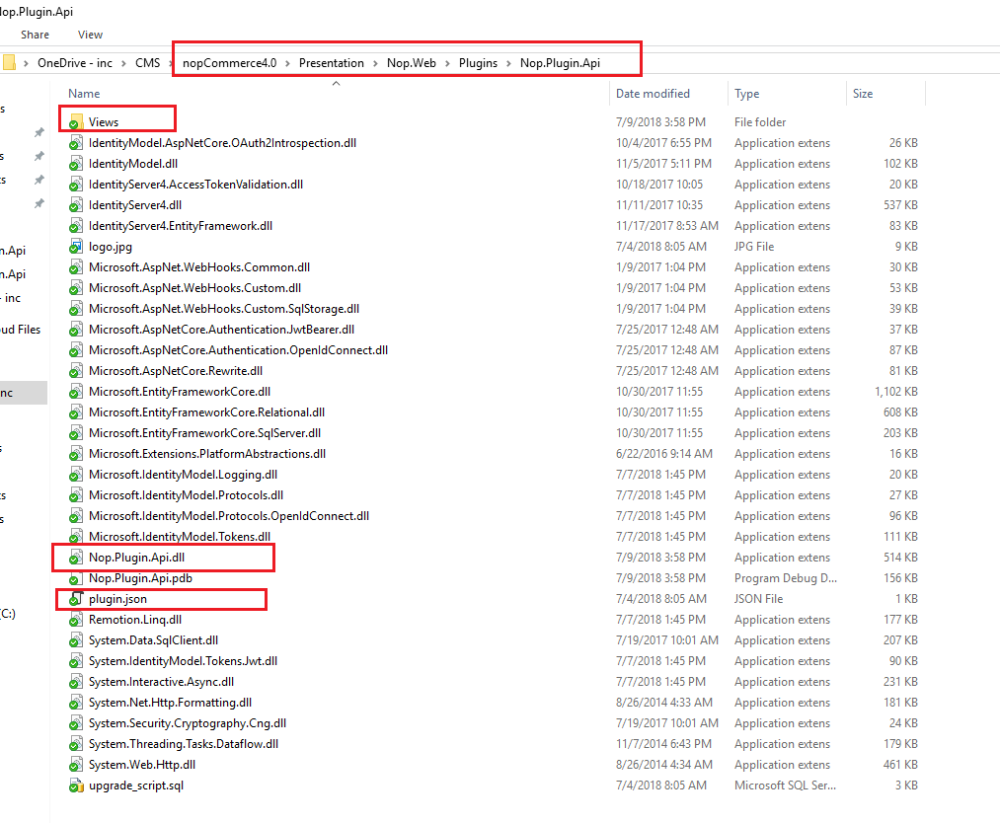 lop.Plugin.Api
Share View
OneDrive - inc › CMS › nopCommerce4.0 › Presentation › Nop.Web › Plugins › Nop.Plugin.Api
Name Date modified Type Size
s
Views 7/9/2018 3:58 PM File folder
IdentityModel.AspNetCore.OAuth2Introspection.dll 10/4/2017 6:55 PM Application extens 26 KB
s
IdentityModel.dll 11/5/2017 5:11 PM Application extens 102 KB
ts
IdentityServer4.AccessTokenValidation.dll 10/18/2017 10:05 Application extens 20 KB
IdentityServer4.dll 11/11/2017 10:35 Application extens 537 KB
IdentityServer4.EntityFramework.dll 11/17/2017 8:53 AM Application extens 83 KB
n.Api
logo.jpg 7/4/2018 8:05 AM JPG File 9 KB
n.Api
Microsoft.AspNet.WebHooks.Common.dll 1/9/2017 1:04 PM Application extens 30 KB
Microsoft.AspNet.WebHooks.Custom.dll 1/9/2017 1:04 PM Application extens 53 KB
- inc
Microsoft.AspNet.WebHooks.Custom.SqlStorage.dll 1/9/2017 1:04 PM Application extens 39 KB
oud Files
Microsoft.AspNetCore.Authentication.JwtBearer.dll 7/25/2017 12:48 AM Application extens 37 KB
Microsoft.AspNetCore.Authentication.OpenIdConnect.dll 7/25/2017 12:48 AM Application extens 87 KB
Microsoft.AspNetCore.Rewrite.dll 7/25/2017 12:48 AM Application extens 81 KB
nc
Microsoft.EntityFrameworkCore.dll 10/30/2017 11:55 Application extens 1,102 KB
Microsoft.EntityFrameworkCore.Relational.dll 10/30/2017 11:55 Application extens 608 KB
Microsoft.EntityFrameworkCore.SqlServer.dll 10/30/2017 11:55 Application extens 203 KB
s
Microsoft.Extensions.PlatformAbstractions.dll 6/22/2016 9:14 AM Application extens 16 KB
Microsoft.IdentityModel.Logging.dll 7/7/2018 1:45 PM Application extens 20 KB
ts
Microsoft.IdentityModel.Protocols.dll 7/7/2018 1:45 PM Application extens 27 KB
s
Microsoft.IdentityModel.Protocols.OpenIdConnect.dll 7/7/2018 1:45 PM Application extens 96 KB
Microsoft.IdentityModel.Tokens.dll 7/7/2018 1:45 PM Application extens 111 KB
Nop.Plugin.Api.dll 7/9/2018 3:58 PM Application extens 514 KB
Nop.Plugin.Api.pdb 7/9/2018 3:58 PM Program Debug D... 156 KB
plugin.json 7/4/2018 8:05 AM JSON File 1 KB
(C:)
Remotion.Linq.dll 7/7/2018 1:45 PM Application extens 177 KB
System.Data.SqlClient.dll 7/19/2017 10:01 AM Application extens 207 KB
System.IdentityModel.Tokens.Jwt.dll 7/7/2018 1:45 PM Application extens 90 KB
System.Interactive.Async.dll 7/7/2018 1:45 PM Application extens 231 KB
System.Net.Http.Formatting.dll 8/26/2014 4:33 AM Application extens 181 KB
System.Security.Cryptography.Cng.dll 7/19/2017 10:01 AM Application extens 24 KB
System.Threading.Tasks.Dataflow.dll 11/7/2014 6:43 PM Application extens 179 KB
System.Web.Http.dll 8/26/2014 4:34 AM Application extens 461 KB
upgrade_script.sql 7/4/2018 8:05 AM Microsoft SQL Ser... 3 KB